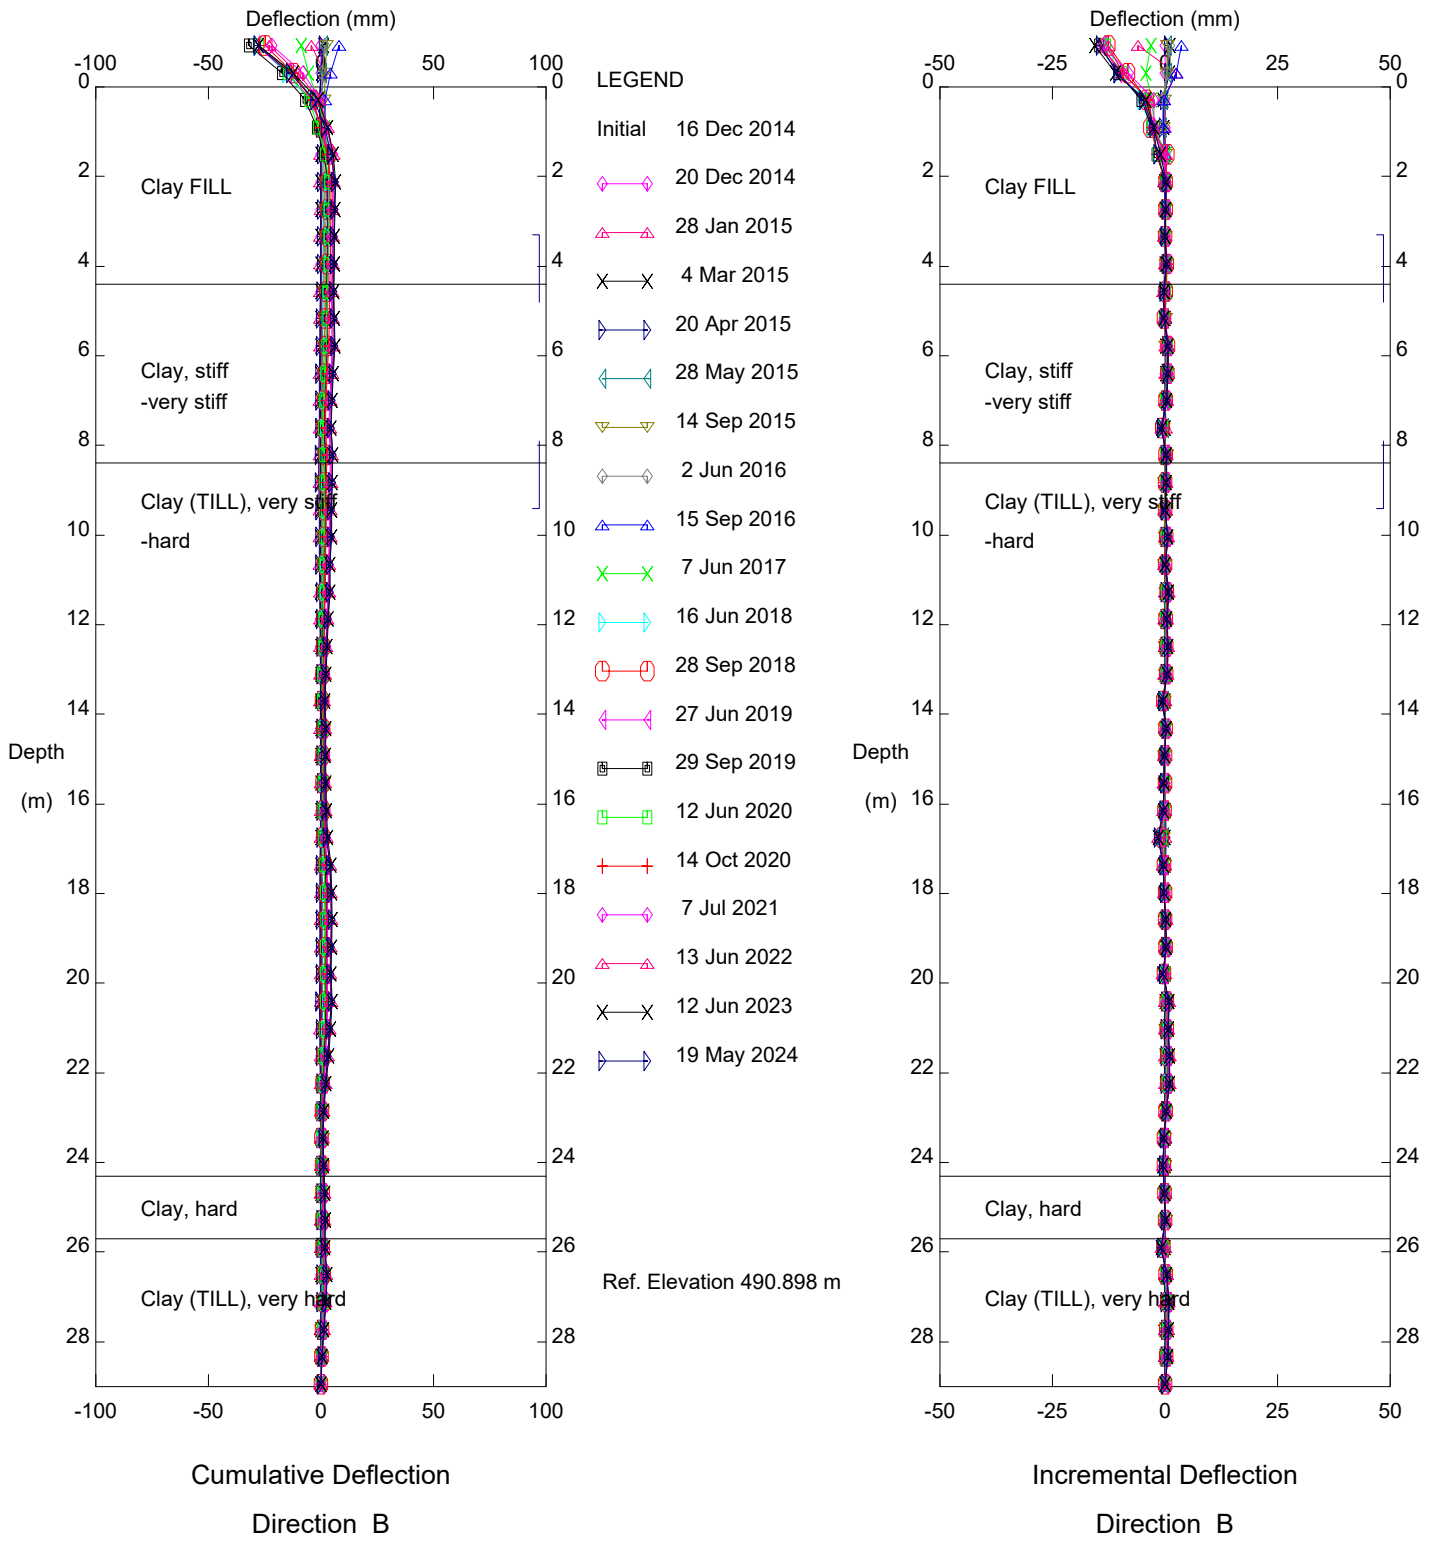 Deflection (mm)
-100 -50 50 100
0 0
2 2
Clay FILL
4 4
6 6
Clay, stiff
-very stiff
8 8
Clay (TILL), very stiff
10 10
-hard
12 12
14 14
Depth
(m)
16 16
18 18
20 20
22 22
24 24
Clay, hard
26 26
Clay (TILL), very hard
28 28
-100 -50 0 50 100
Cumulative Deflection
Direction B
LEGEND
Initial 16 Dec 2014
20 Dec 2014
28 Jan 2015
4 Mar 2015
20 Apr 2015
28 May 2015
14 Sep 2015
2 Jun 2016
15 Sep 2016
7 Jun 2017
16 Jun 2018
28 Sep 2018
27 Jun 2019
29 Sep 2019
12 Jun 2020
14 Oct 2020
7 Jul 2021
13 Jun 2022
12 Jun 2023
19 May 2024
Ref. Elevation 490.898 m
Deflection (mm)
-50 -25 25 50
0 0
2 2
Clay FILL
4 4
6 6
Clay, stiff
-very stiff
8 8
Clay (TILL), very stiff
10 10
-hard
12 12
14 14
Depth
(m)
16 16
18 18
20 20
22 22
24 24
Clay, hard
26 26
Clay (TILL), very hard
28 28
-50 -25 0 25 50
Incremental Deflection
Direction B